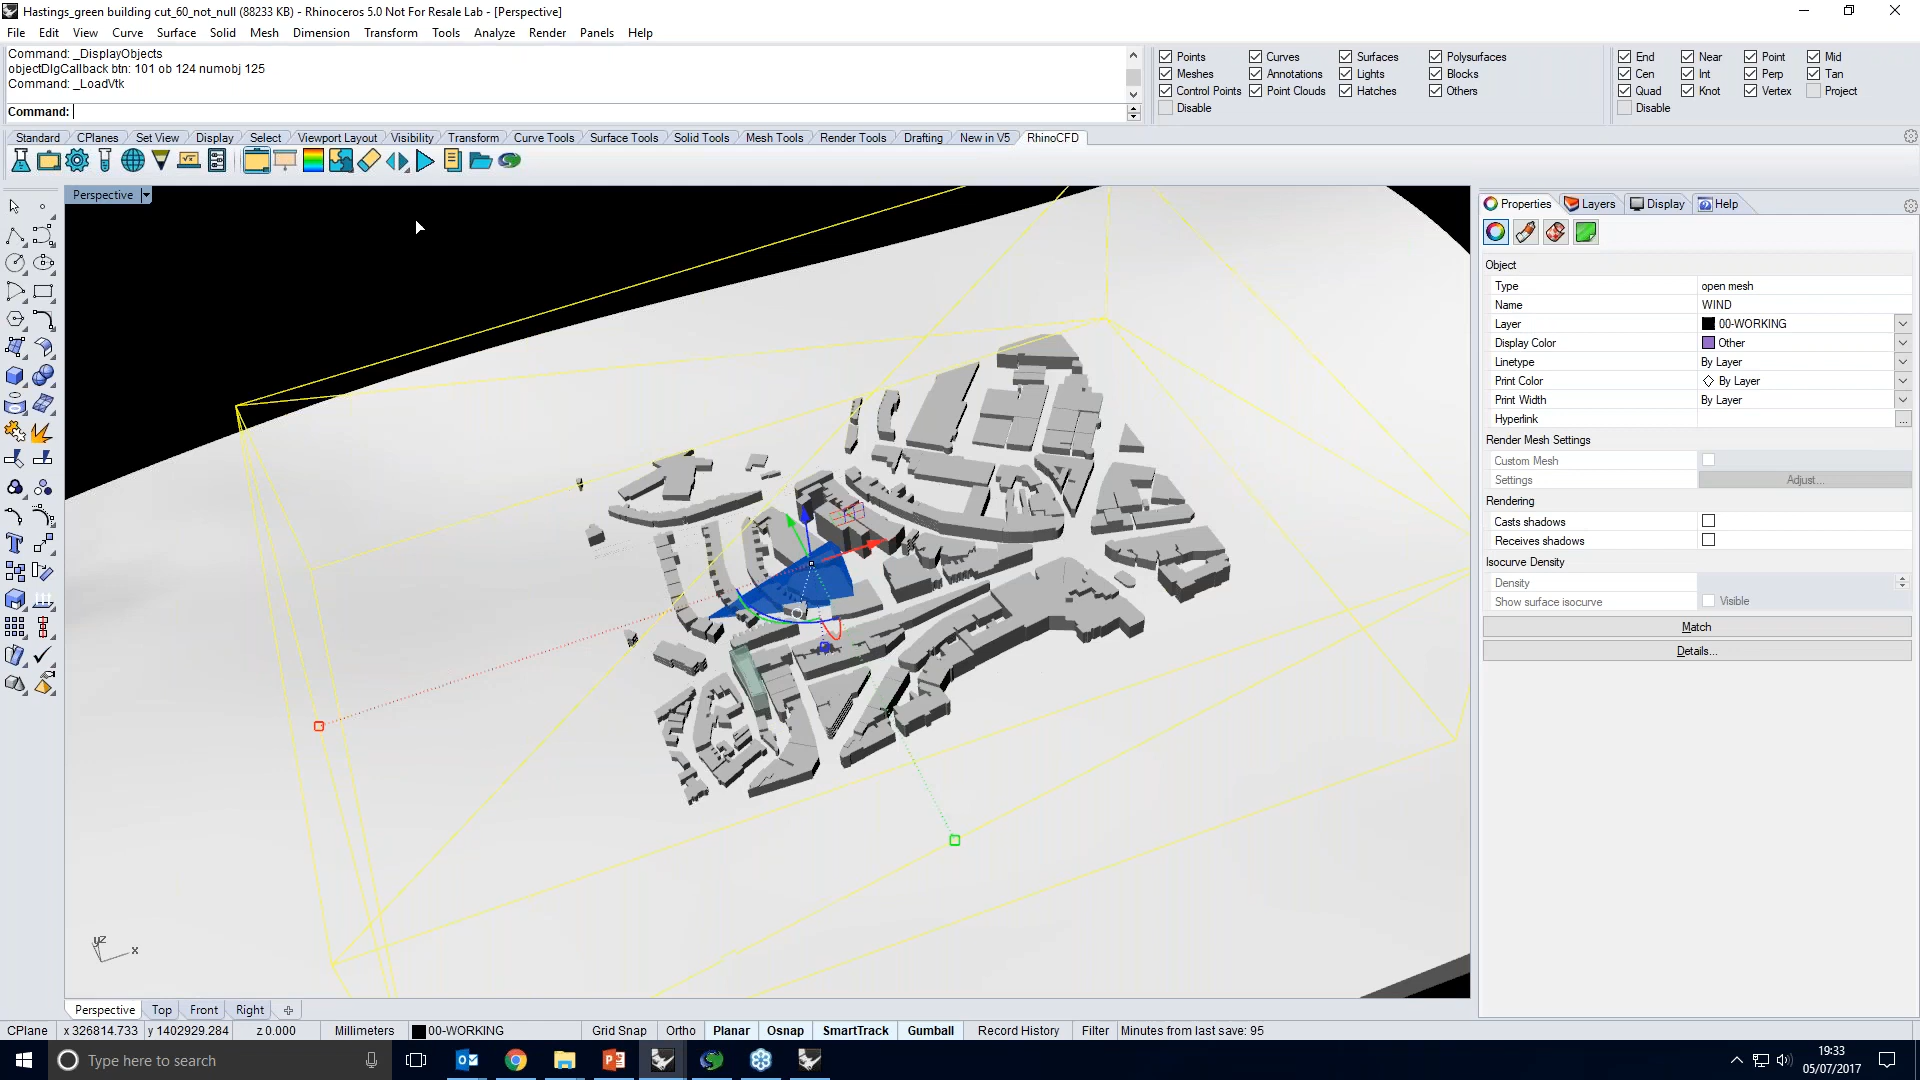 Hastings_green building cut_60_not_null (88233 KB) - Rhinoceros 5.0 Not For Resale Lab - [Perspective]
File Edit View Curve Surface Solid Mesh Dimension Transform Tools Analyze Render Panels Help
Command: _DisplayObjects
objectDlgCallback btn: 101 ob 124 numobj 125
Command: _LoadVtk
Command:
Points Curves Surfaces Polysurfaces
Meshes Annotations Lights Blocks
Control Points Point Clouds Hatches Others
Disable
End Near Point Mid
Cen Int Perp Tan
Quad Knot Vertex Project
Disable
Standard CPlanes Set View Display Select Viewport Layout Visibility Transform Curve Tools Surface Tools Solid Tools Mesh Tools Render Tools Drafting New in V5 RhinoCFD
Perspective
Properties Layers Display Help
Object
Type open mesh
Name WIND
Layer 00-WORKING
Display Color Other
Linetype By Layer
Print Color By Layer
Print Width By Layer
Hyperlink ...
Render Mesh Settings
Custom Mesh
Settings Adjust...
Rendering
Casts shadows
Receives shadows
Isocurve Density
Density
Show surface isocurve Visible
Match
Details...
x
Perspective Top Front Right
CPlane x 326814.733 y 1402929.284 z 0.000 Millimeters 00-WORKING Grid Snap Ortho Planar Osnap SmartTrack Gumball Record History Filter Minutes from last save: 95
Type here to search
19:33
05/07/2017